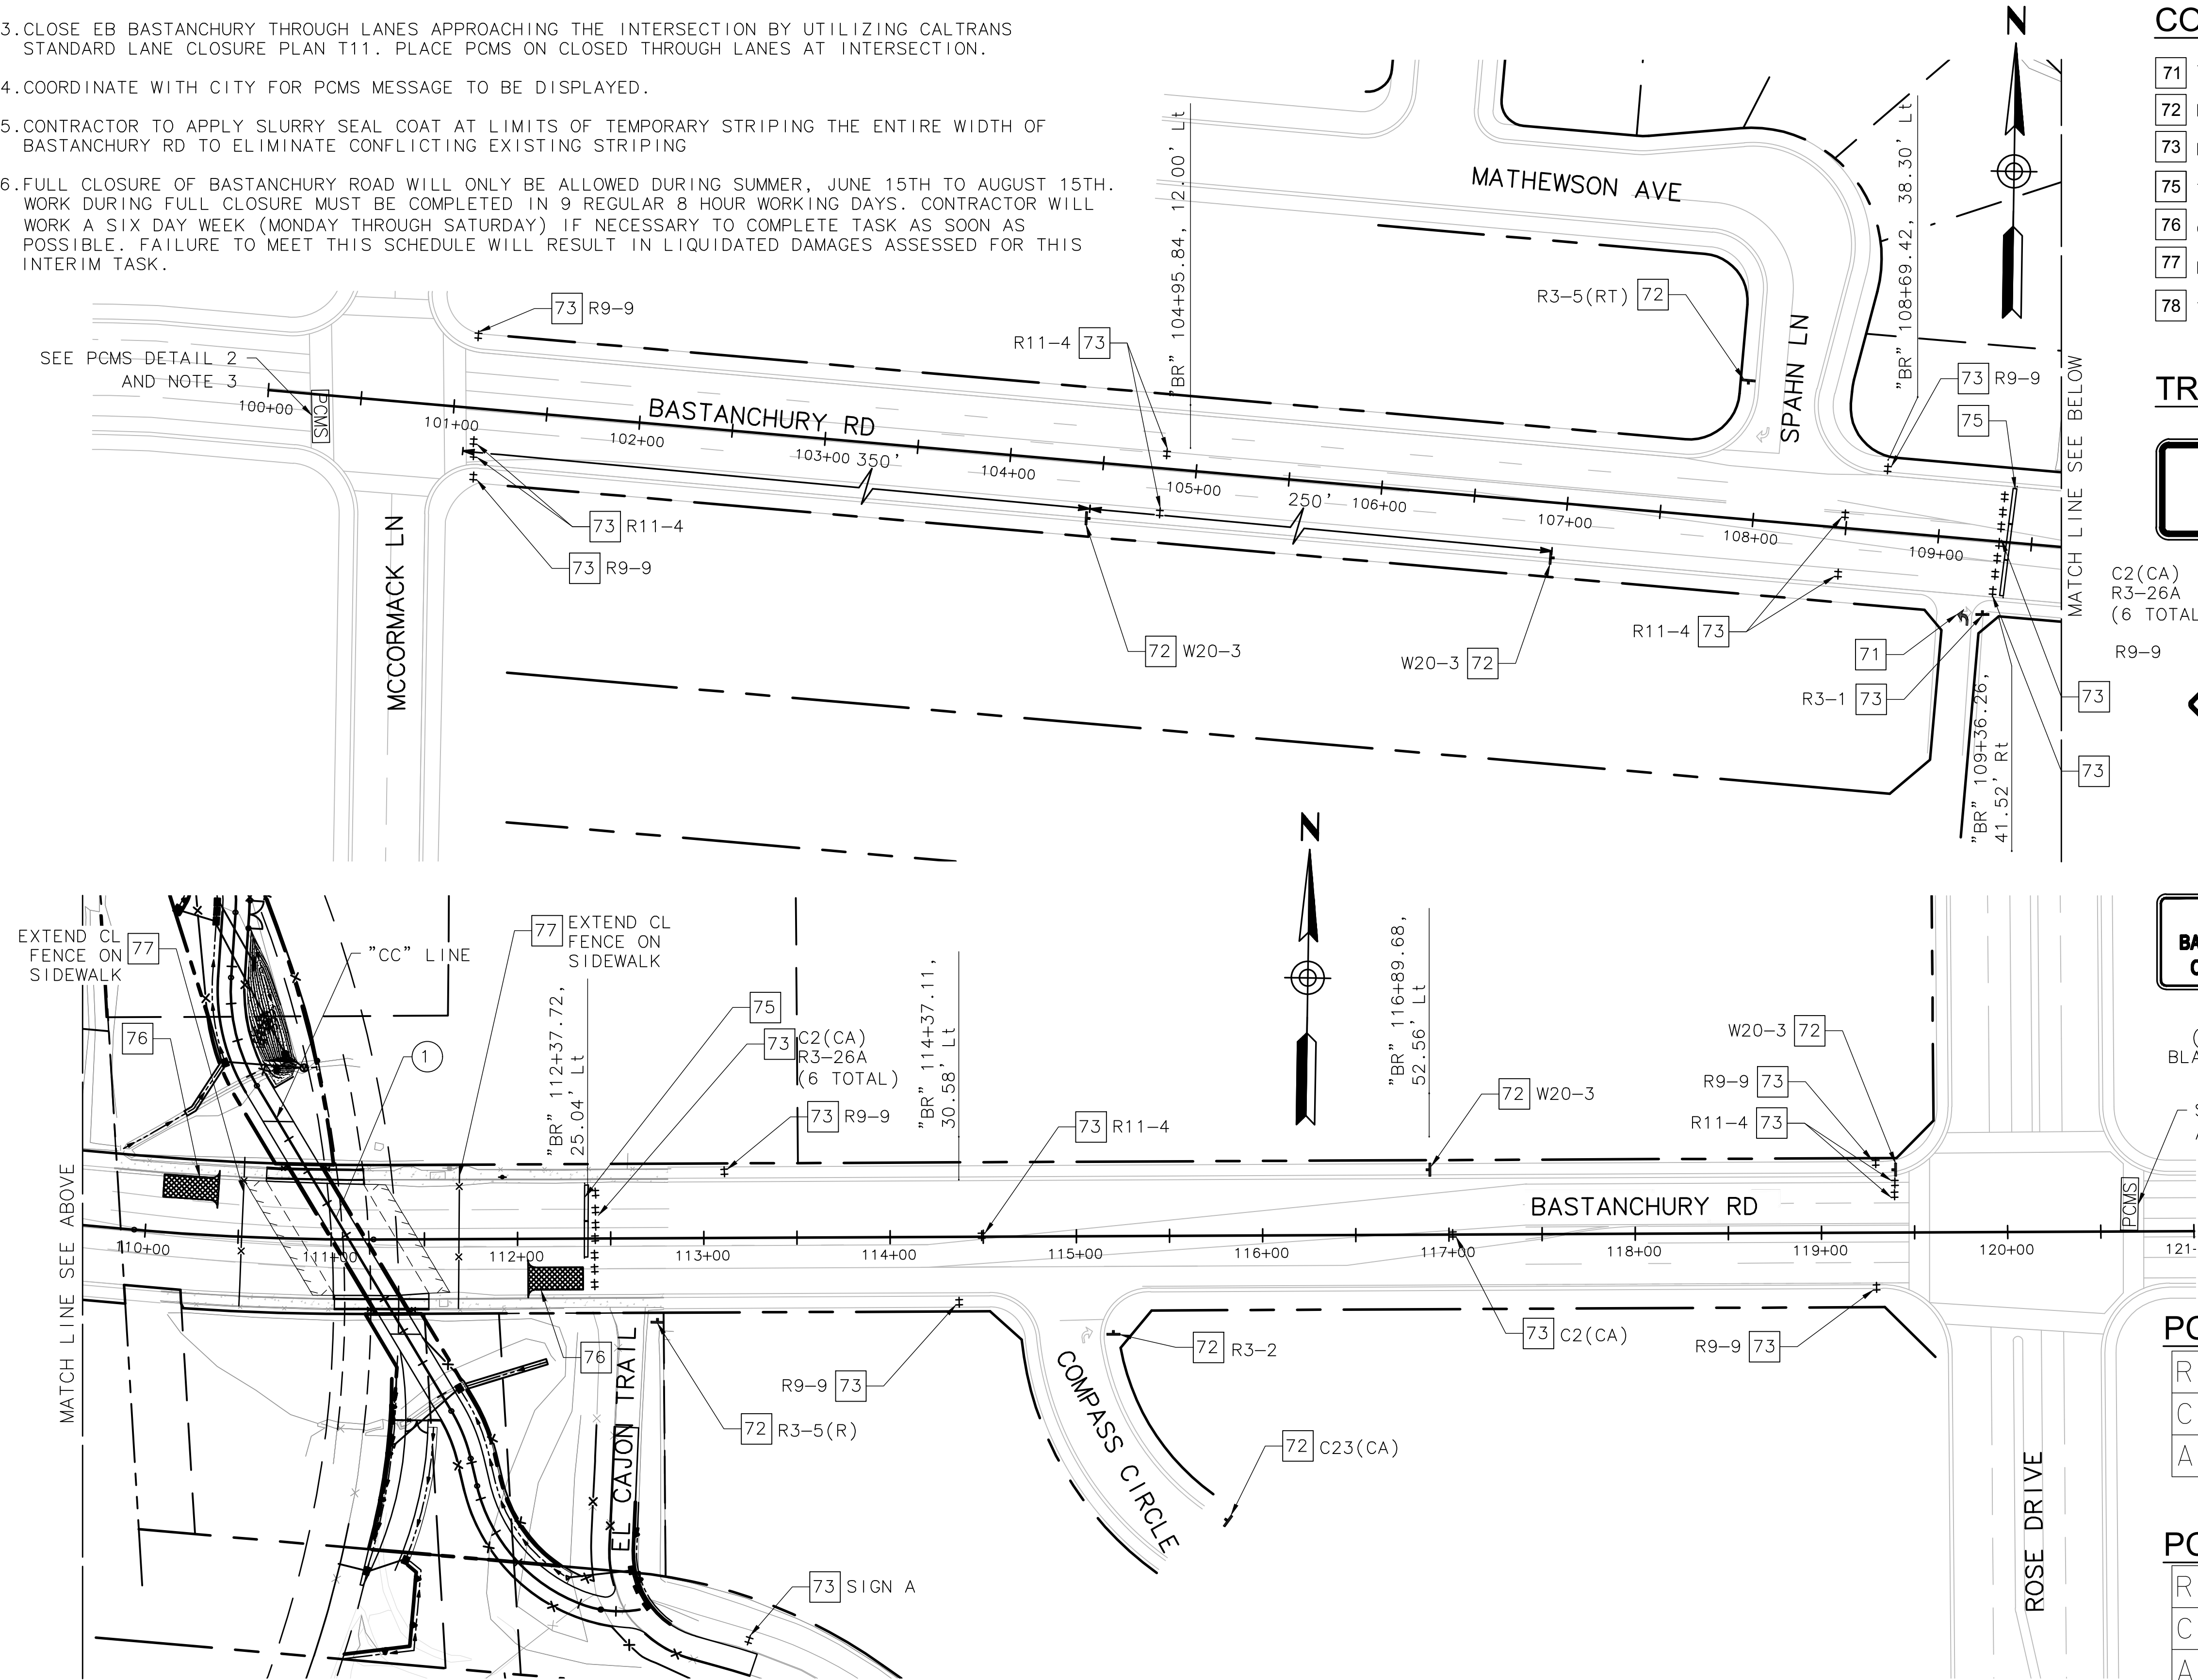 3.CLOSE EB BASTANCHURY THROUGH LANES APPROACHING THE INTERSECTION BY UTILIZING CALTRANS
STANDARD LANE CLOSURE PLAN T11. PLACE PCMS ON CLOSED THROUGH LANES AT INTERSECTION.
4.COORDINATE WITH CITY FOR PCMS MESSAGE TO BE DISPLAYED.
5.CONTRACTOR TO APPLY SLURRY SEAL COAT AT LIMITS OF TEMPORARY STRIPING THE ENTIRE WIDTH OF
BASTANCHURY RD TO ELIMINATE CONFLICTING EXISTING STRIPING
6.FULL CLOSURE OF BASTANCHURY ROAD WILL ONLY BE ALLOWED DURING SUMMER, JUNE 15TH TO AUGUST 15TH.
WORK DURING FULL CLOSURE MUST BE COMPLETED IN 9 REGULAR 8 HOUR WORKING DAYS. CONTRACTOR WILL
WORK A SIX DAY WEEK (MONDAY THROUGH SATURDAY) IF NECESSARY TO COMPLETE TASK AS SOON AS
POSSIBLE. FAILURE TO MEET THIS SCHEDULE WILL RESULT IN LIQUIDATED DAMAGES ASSESSED FOR THIS
INTERIM TASK.
N
CO
71
72
73
75
76
77
78
TR
MATHEWSON AVE
"BR" 104+95.84, 12.00' Lt
"BR" 108+69.42, 38.30' Lt
R3-5(RT) 72
SPAHN LN
73 R9-9
R11-4 73
SEE PCMS DETAIL 2
AND NOTE 3
PCMS
73 R9-9
75
MATCH LINE SEE BELOW
BASTANCHURY RD
100+00
101+00
102+00
103+00
350'
104+00
105+00
250'
106+00
107+00
108+00
109+00
73 R11-4
73 R9-9
MCCORMACK LN
72 W20-3
W20-3 72
R11-4 73
71
R3-1 73
"BR" 109+36.26,
41.52' Rt
73
73
C2(CA)
R3-26A
(6 TOTAL
R9-9
N
EXTEND CL
FENCE ON
SIDEWALK
77
"CC" LINE
77
EXTEND CL
FENCE ON
SIDEWALK
76
1
"BR" 112+37.72,
25.04' Lt
75
73
C2(CA)
R3-26A
(6 TOTAL)
73 R9-9
"BR" 114+37.11,
30.58' Lt
73 R11-4
"BR" 116+89.68,
52.56' Lt
72 W20-3
W20-3 72
R9-9 73
R11-4 73
BA
C
BLA
PCMS
BASTANCHURY RD
MATCH LINE SEE ABOVE
110+00
111+00
112+00
113+00
114+00
115+00
116+00
117+00
118+00
119+00
120+00
121-
76
EL CAJON TRAIL
72 R3-5(R)
R9-9 73
COMPASS CIRCLE
72 R3-2
73 C2(CA)
R9-9 73
72 C23(CA)
73 SIGN A
ROSE DRIVE
PC
R
C
A
PC
R
C
A